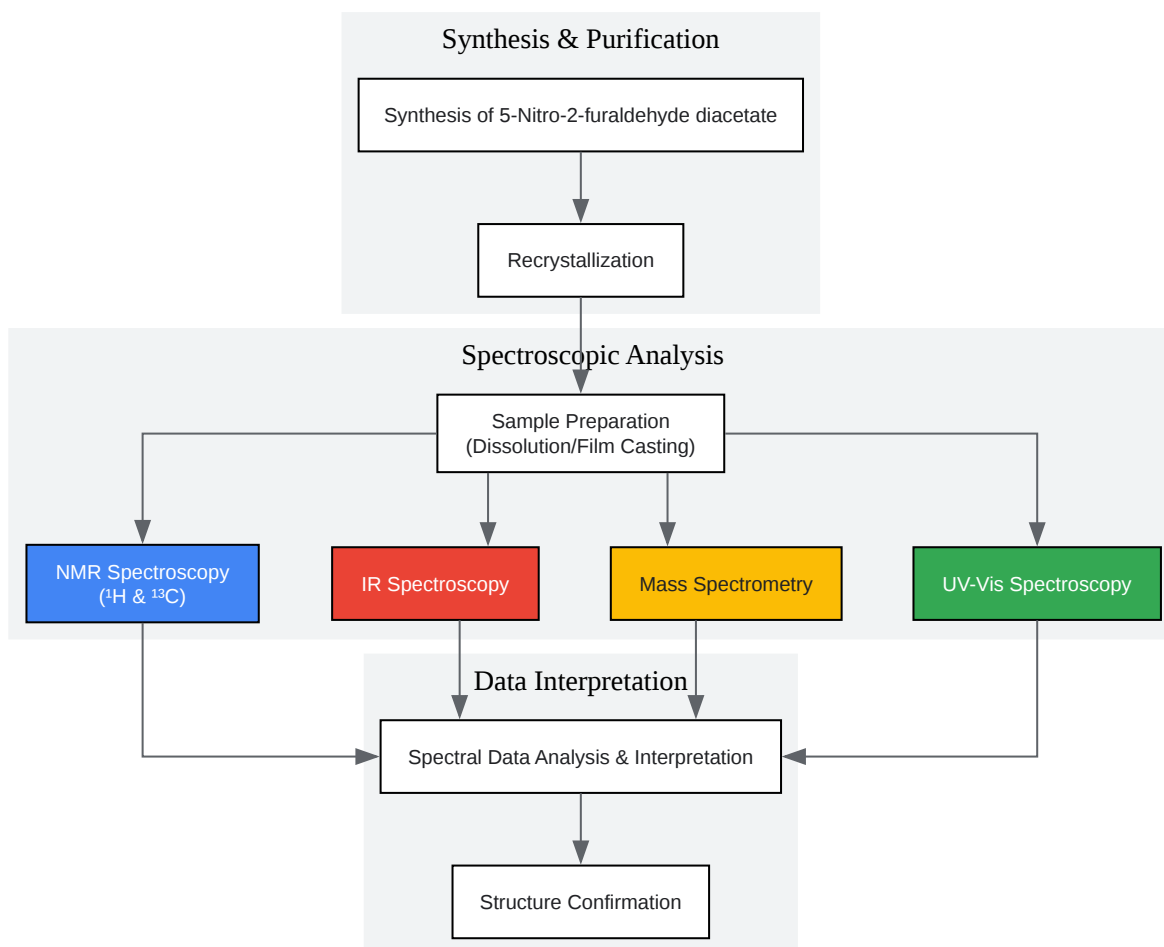 Synthesis & Purification
Synthesis of 5-Nitro-2-furaldehyde diacetate
Recrystallization
Spectroscopic Analysis
Sample Preparation
(Dissolution/Film Casting)
NMR Spectroscopy
(¹H & ¹³C)
IR Spectroscopy
Mass Spectrometry
UV-Vis Spectroscopy
Data Interpretation
Spectral Data Analysis & Interpretation
Structure Confirmation